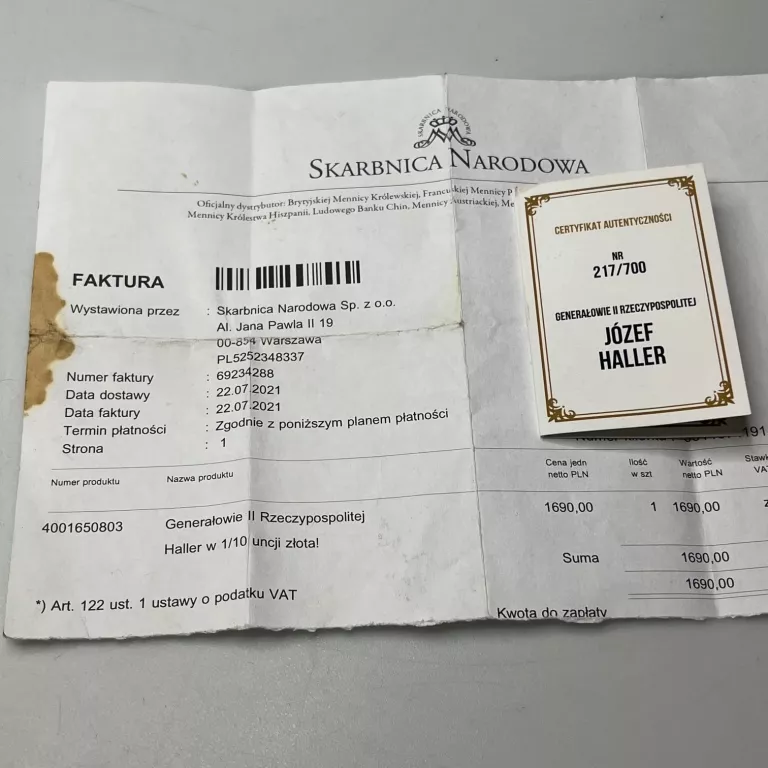 SKARBNICA NARODOWA
SKARBNICA NARODOWA
Oficjalny dystrybutor: Brytyjskiej Mennicy Królewskiej, Francuskiej Mennicy
Mennicy Królestwa Hiszpanii, Ludowego Banku Chin, Mennicy Austriackiej,
FAKTURA
Wystawiona przez : Skarbnica Narodowa Sp. z o.o.
Al. Jana Pawla II 19
00-854 Warszawa
PL5252348337
Numer faktury : 69234288
Data dostawy : 22.07.2021
Data faktury : 22.07.2021
Termin płatności : Zgodnie z poniższym planem płatności
Strona : 1
CERTYFIKAT AUTENTYCZNOŚCI
NR
217/700
GENERAŁOWIE II RZECZYPOSPOLITEJ
JÓZEF
HALLER
Numer produktu Nazwa produktu Cena jedn netto PLN Ilość w szt Wartość netto PLN
4001650803 Generałowie II Rzeczypospolitej 1690,00 1 1690,00
Haller w 1/10 uncji złota!
Suma 1690,00
1690,00
*) Art. 122 ust. 1 ustawy o podatku VAT
Kwota do zapłaty